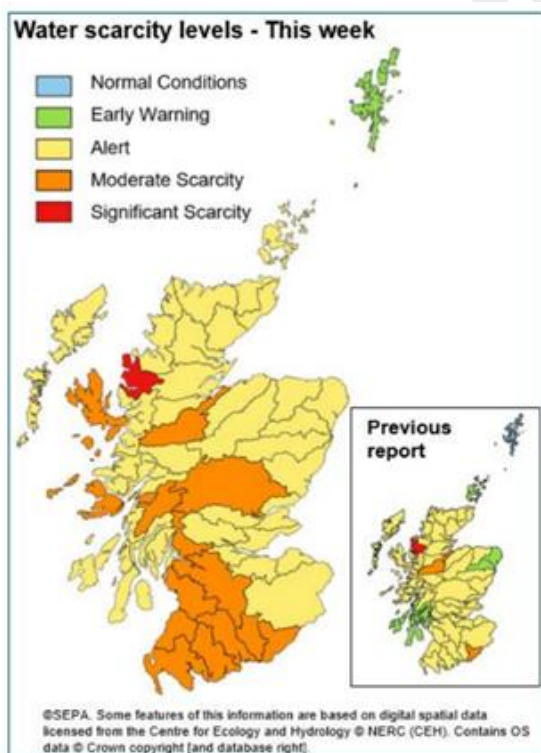 Water scarcity levels - This week
Normal Conditions
Early Warning
Alert
Moderate Scarcity
Significant Scarcity
Previous
report
©SEPA. Some features of this information are based on digital spatial data
licensed from the Centre for Ecology and Hydrology © NERC (CEH). Contains OS
data © Crown copyright [and database right].